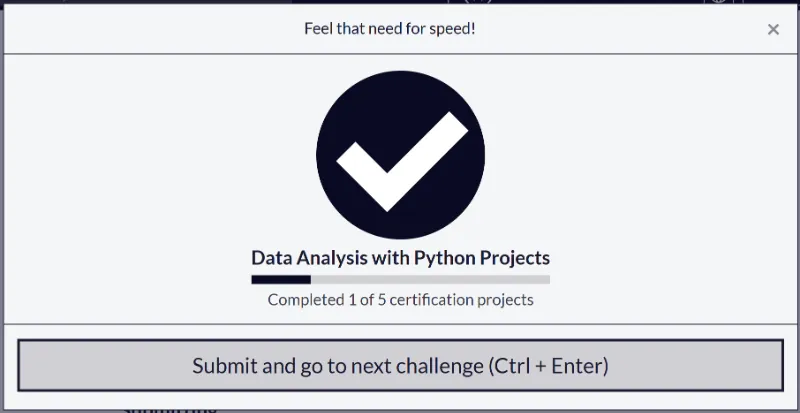 Feel that need for speed!
×
Data Analysis with Python Projects
Completed 1 of 5 certification projects
Submit and go to next challenge (Ctrl + Enter)